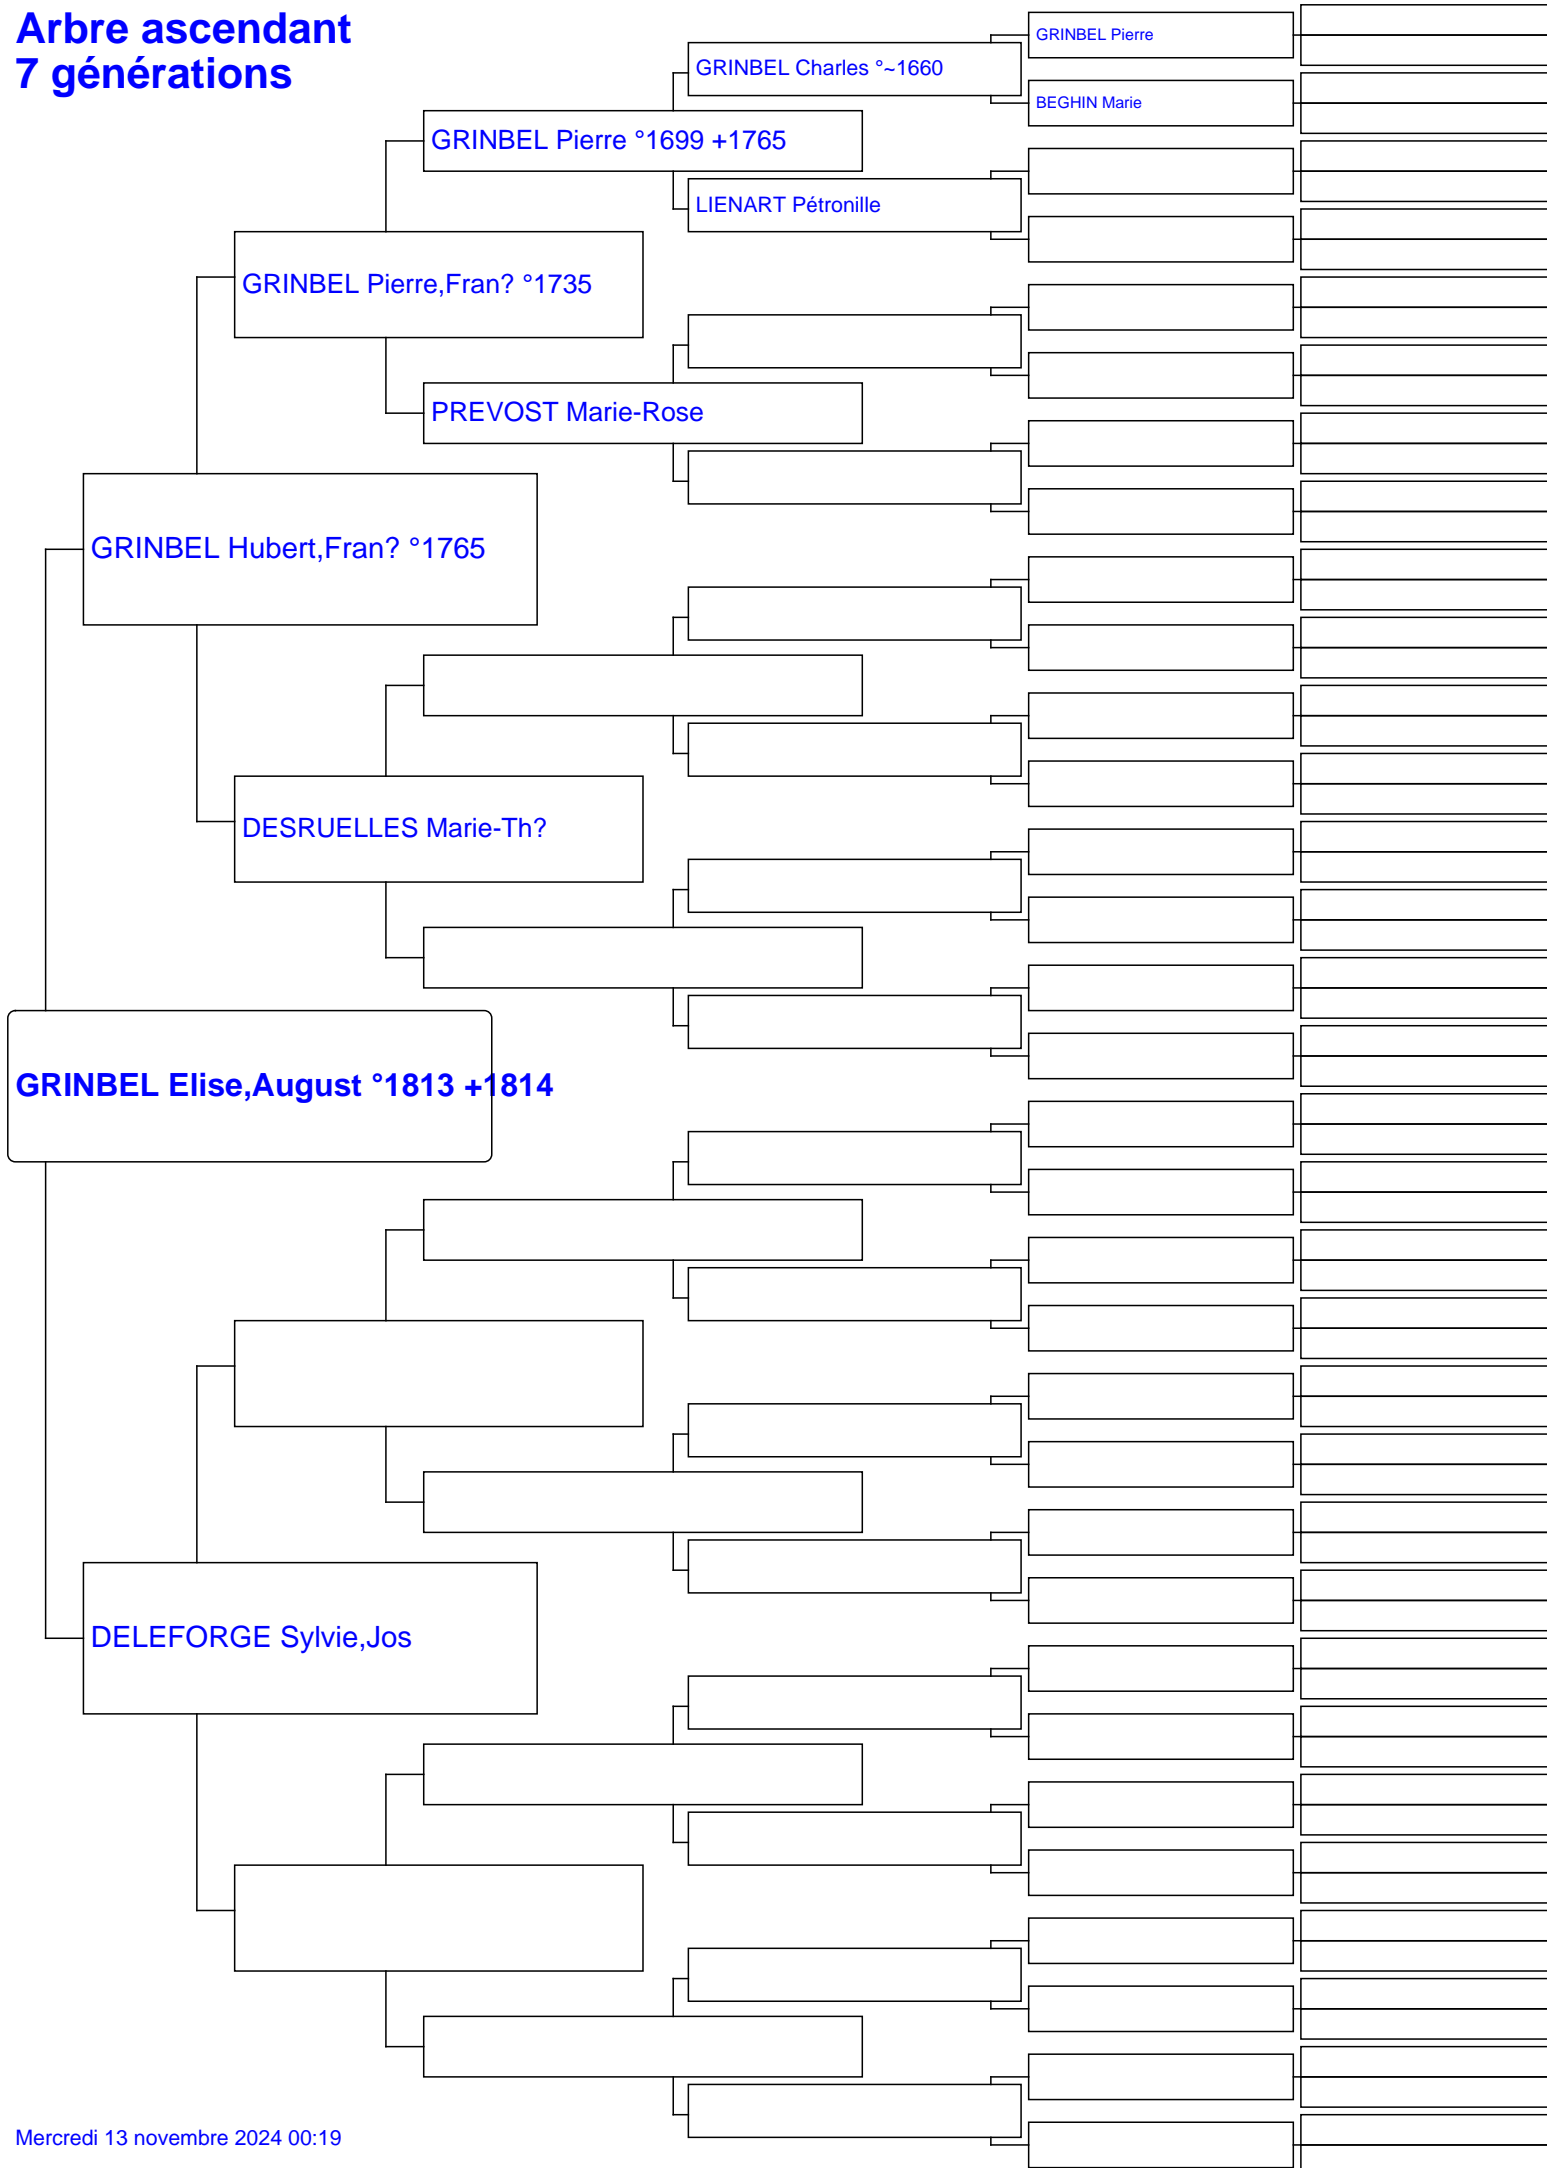 Arbre ascendant
7 générations
GRINBEL Pierre
GRINBEL Charles °~1660
BEGHIN Marie
GRINBEL Pierre °1699 +1765
LIENART Pétronille
GRINBEL Pierre,Fran? °1735
PREVOST Marie-Rose
GRINBEL Hubert,Fran? °1765
DESRUELLES Marie-Th?
GRINBEL Elise,August °1813 +1814
DELEFORGE Sylvie,Jos
Mercredi 13 novembre 2024 00:19